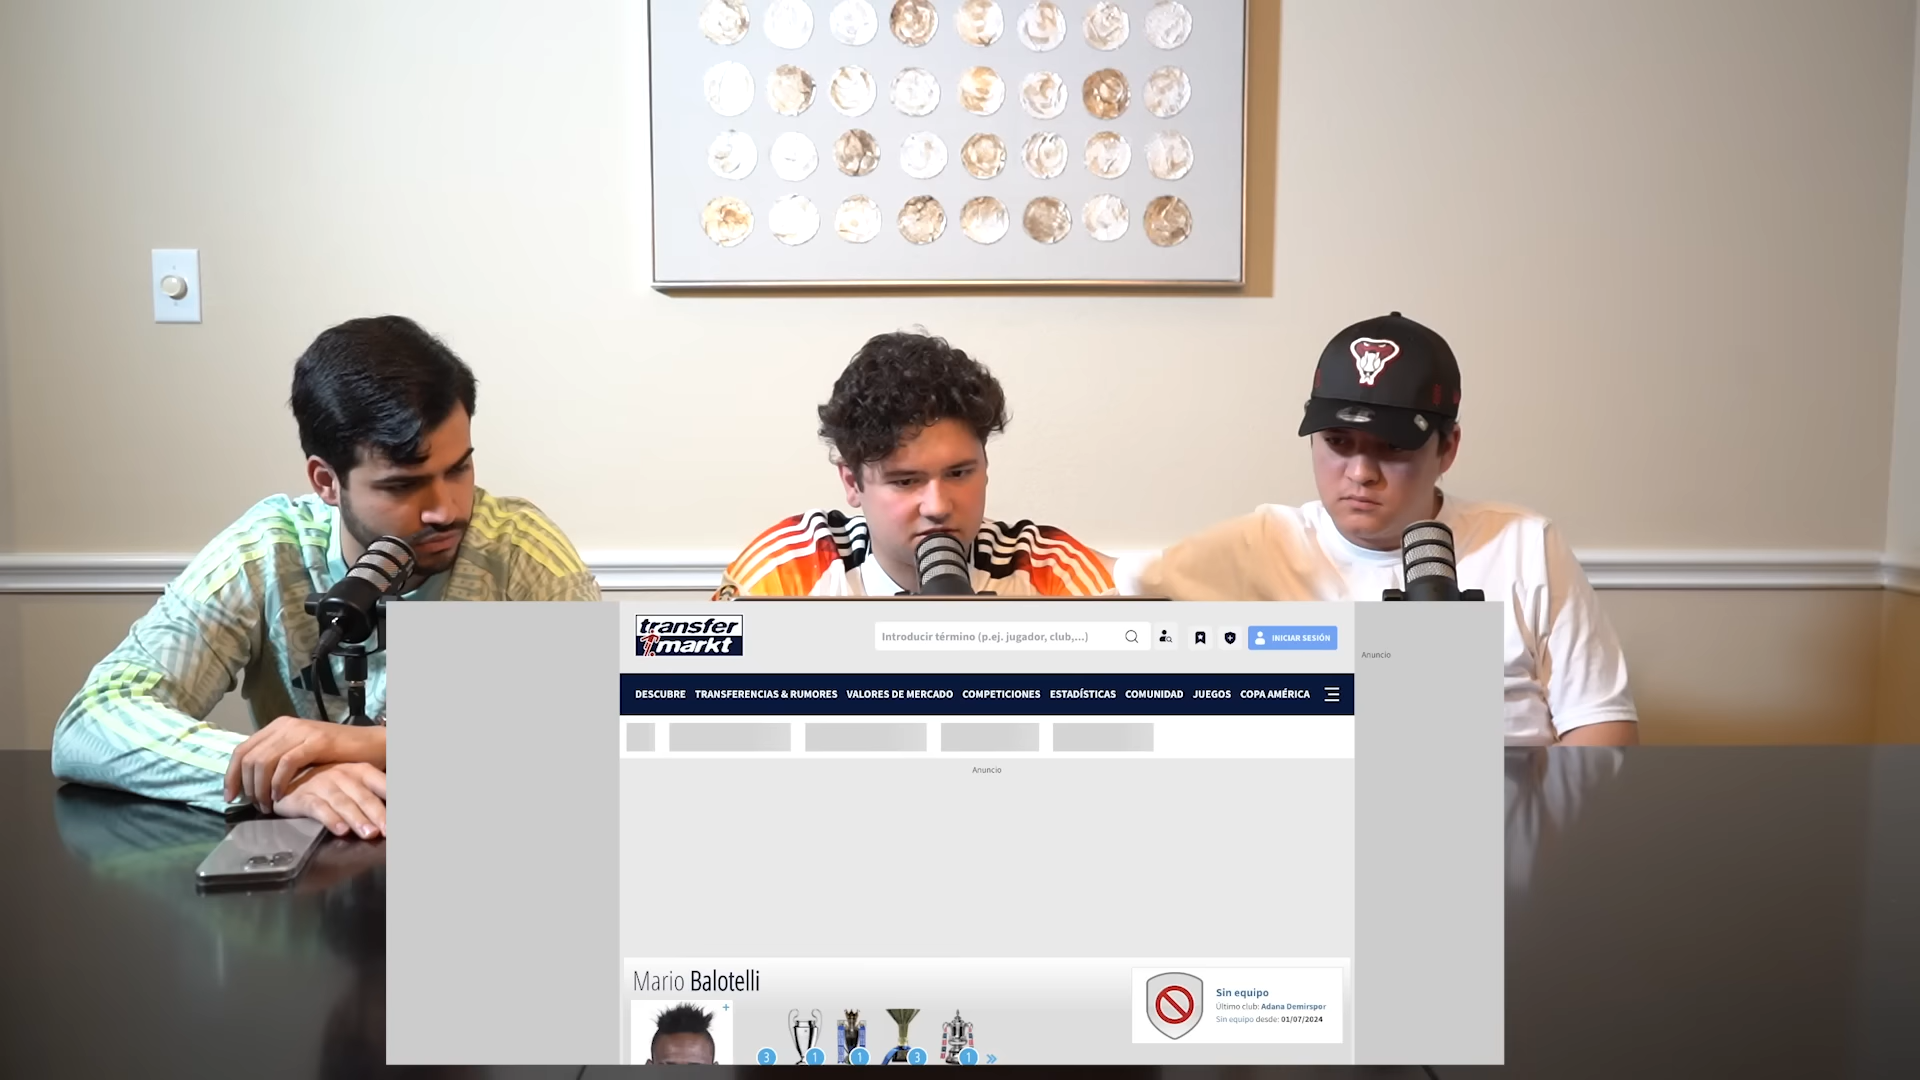 transfer
markt
Introducir término (p.ej. jugador, club,...)
INICIAR SESIÓN
Anuncio
DESCUBRE TRANSFERENCIAS & RUMORES VALORES DE MERCADO COMPETICIONES ESTADÍSTICAS COMUNIDAD JUEGOS COPA AMÉRICA
Anuncio
Mario Balotelli
Sin equipo
Último club: Adana Demirspor
Sin equipo desde: 01/07/2024
+
3 1 1 3 1 »